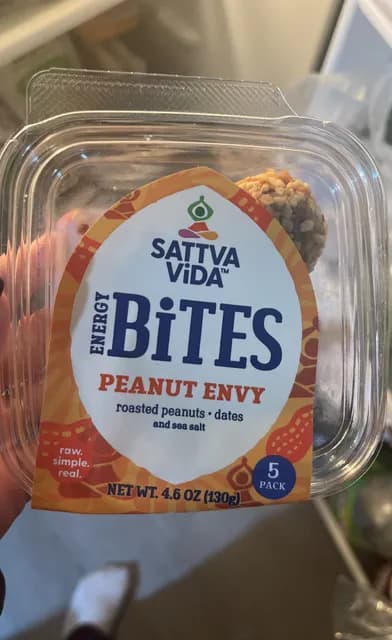 SATTVA
ViDA™
ENERGY
BiTES
PEANUT ENVY
roasted peanuts • dates
and sea salt
raw.
simple.
real.
5
PACK
NET WT. 4.6 OZ (130g)